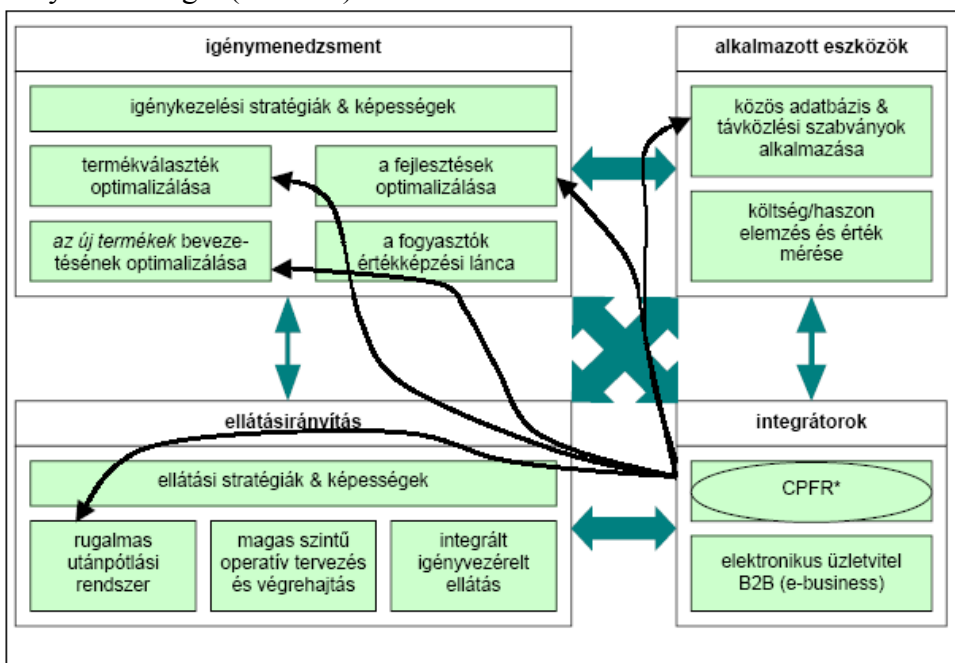 igénymenedzsment
igénykezelési stratégiák & képességek
termékválaszték
optimalizálása
a fejlesztések
optimalizálása
az új termékek beveze-
tésének optimalizálása
a fogyasztók
értékképzési lánca
alkalmazott eszközök
közös adatbázis &
távközlési szabványok
alkalmazása
költség/haszon
elemzés és érték
mérése
ellátásirányítás
ellátási stratégiák & képességek
rugalmas
utánpótlási
rendszer
magas szintű
operatív tervezés
és végrehajtás
integrált
igényvezérelt
ellátás
integrátorok
CPFR*
elektronikus üzletvitel
B2B (e-business)